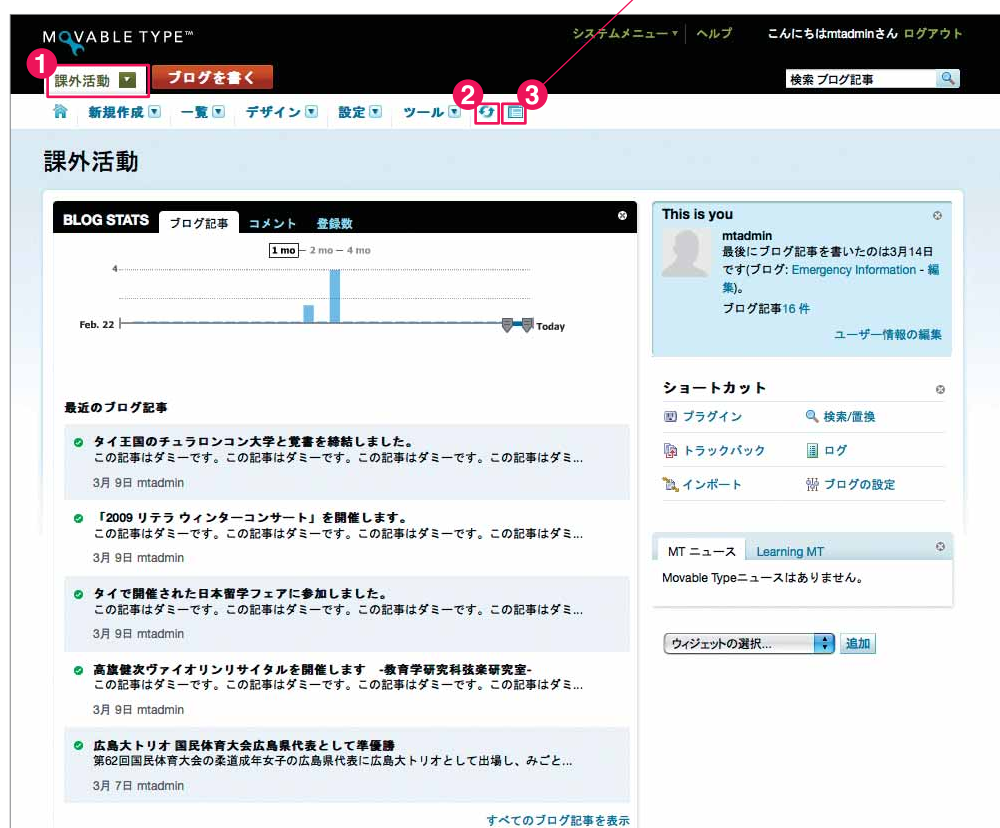 MOVABLE TYPE™
システムメニュー
ヘルプ
こんにちはmtadminさん ログアウト
1
課外活動
ブログを書く
検索 ブログ記事
2
3
新規作成
一覧
デザイン
設定
ツール
課外活動
BLOG STATS
ブログ記事
コメント
登録数
1 mo – 2 mo – 4 mo
4
Feb. 22
Today
最近のブログ記事
タイ王国のチュラロンコン大学と覚書を締結しました。
この記事はダミーです。この記事はダミーです。この記事はダミーです。この記事はダミ...
3月 9日 mtadmin
「2009 リテラ ウィンターコンサート」を開催します。
この記事はダミーです。この記事はダミーです。この記事はダミーです。この記事はダミ...
3月 9日 mtadmin
タイで開催された日本留学フェアに参加しました。
この記事はダミーです。この記事はダミーです。この記事はダミーです。この記事はダミ...
3月 9日 mtadmin
高旗健次ヴァイオリンリサイタルを開催します　-教育学研究科弦楽研究室-
この記事はダミーです。この記事はダミーです。この記事はダミーです。この記事はダミ...
3月 9日 mtadmin
広島大トリオ 国民体育大会広島県代表として準優勝
第62回国民体育大会の柔道成年女子の広島県代表に広島大トリオとして出場し、みごと...
3月 7日 mtadmin
すべてのブログ記事を表示
This is you
mtadmin
最後にブログ記事を書いたのは3月14日
です(ブログ: Emergency Information - 編
集)。
ブログ記事16 件
ユーザー情報の編集
ショートカット
プラグイン
検索/置換
トラックバック
ログ
インポート
ブログの設定
MT ニュース
Learning MT
Movable Typeニュースはありません。
ウィジェットの選択...
追加